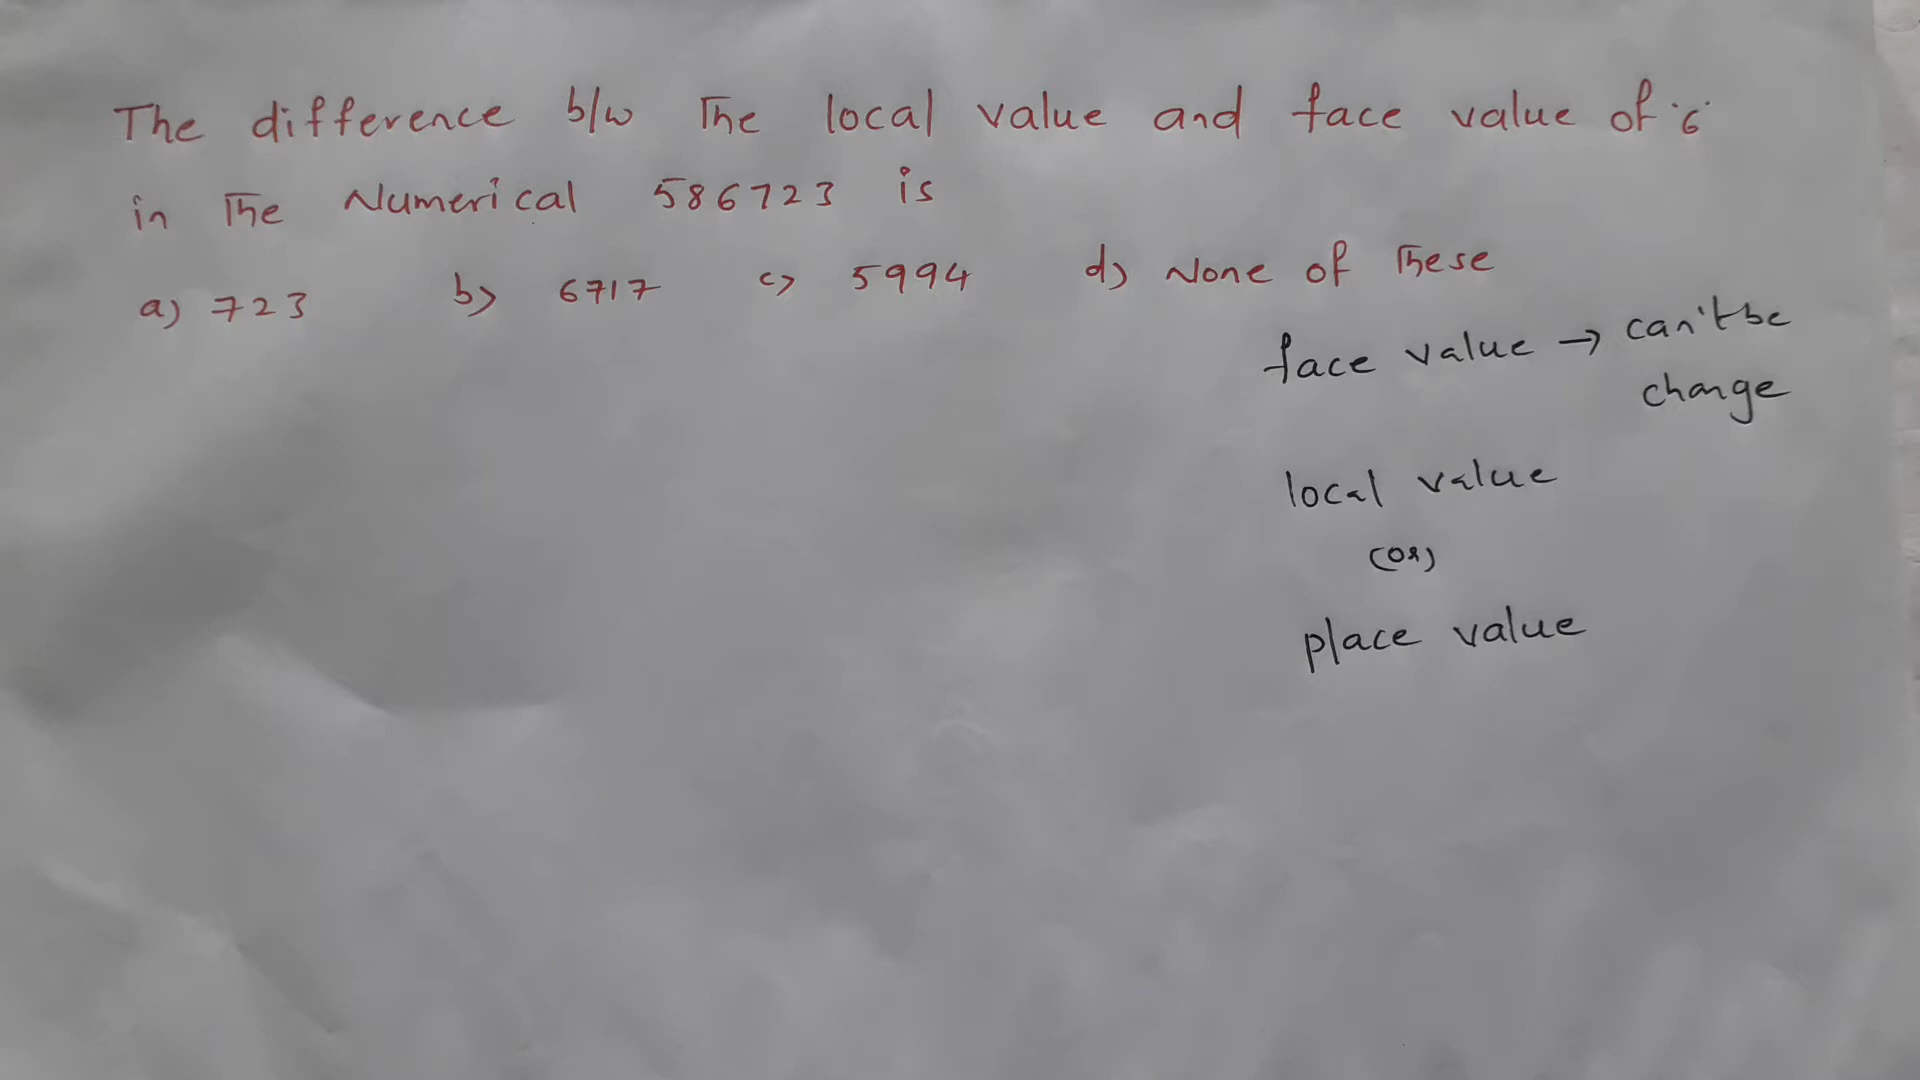 The difference b/w The local value and face value of '6'
in The Numerical 586723 is
a) 723 b) 6717 c) 5994 d) None of These
face value → can't be
change
local value
(or)
place value